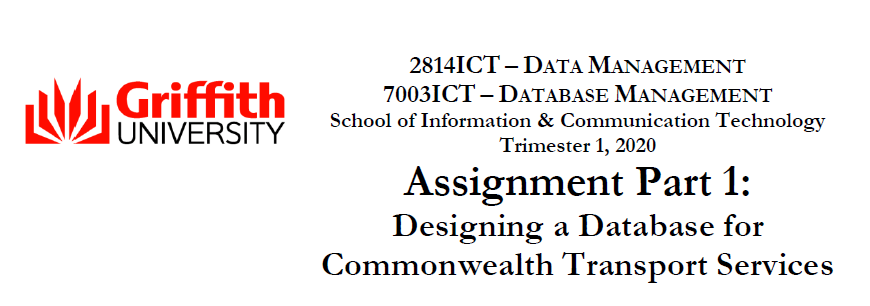 Griffith
UNIVERSITY
2814ICT – DATA MANAGEMENT
7003ICT – DATABASE MANAGEMENT
School of Information & Communication Technology
Trimester 1, 2020
Assignment Part 1:
Designing a Database for
Commonwealth Transport Services